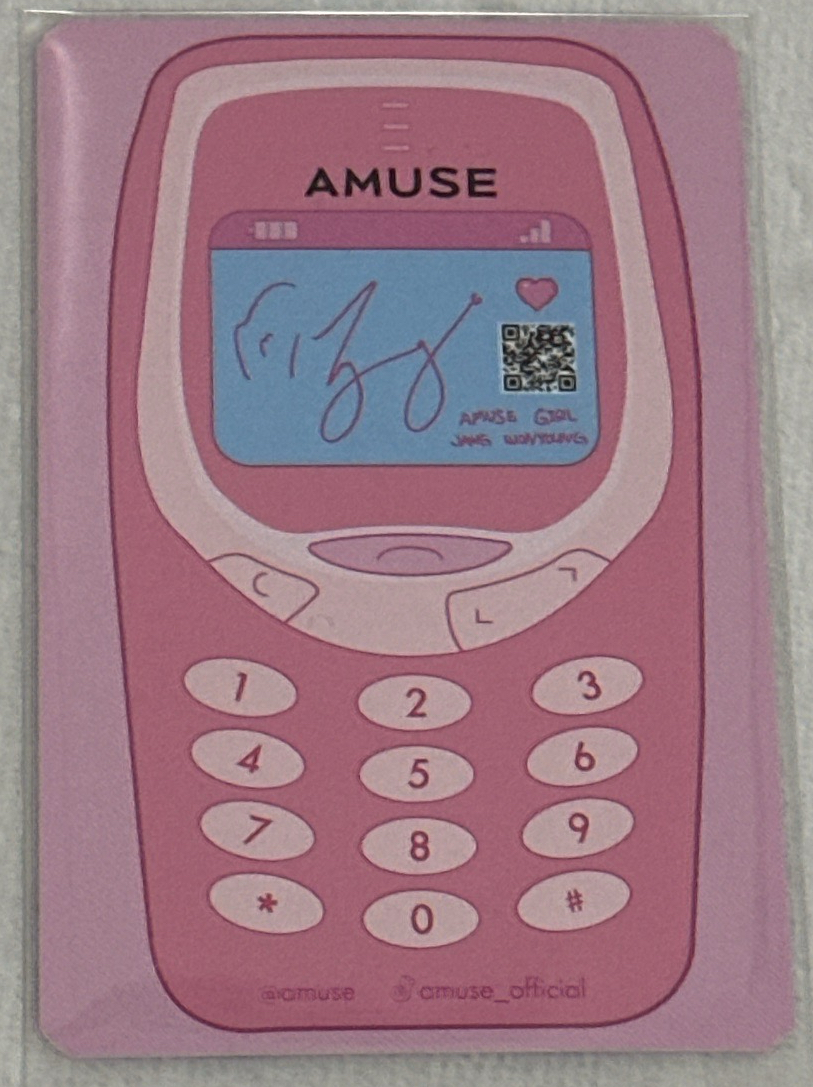 AMUSE
AMUSE GIRL
JANG WONYOUNG
C
1 2 3
4 5 6
7 8 9
* 0 #
@amuse amuse_official